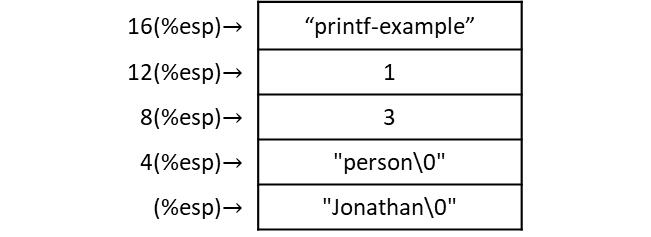 16(%esp)→ “printf-example”
12(%esp)→ 1
8(%esp)→ 3
4(%esp)→ "person\0"
(%esp)→ "Jonathan\0"